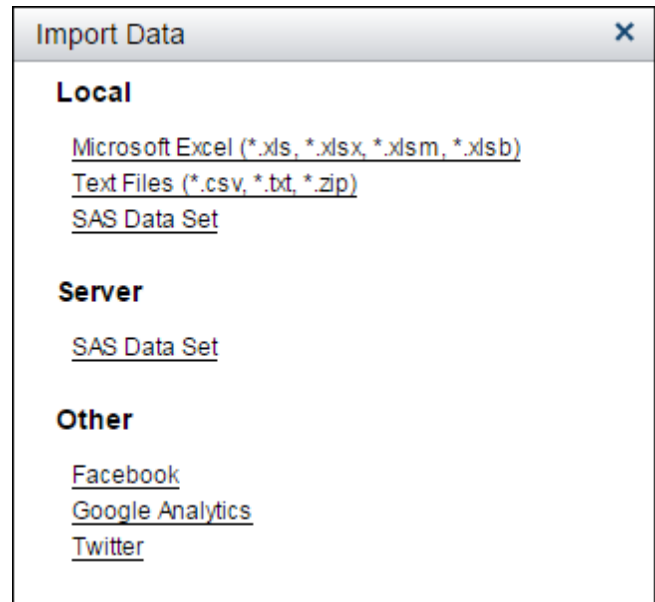 Import Data
Local
Microsoft Excel (*.xls, *.xlsx, *.xlsm, *.xlsb)
Text Files (*.csv, *.txt, *.zip)
SAS Data Set
Server
SAS Data Set
Other
Facebook
Google Analytics
Twitter